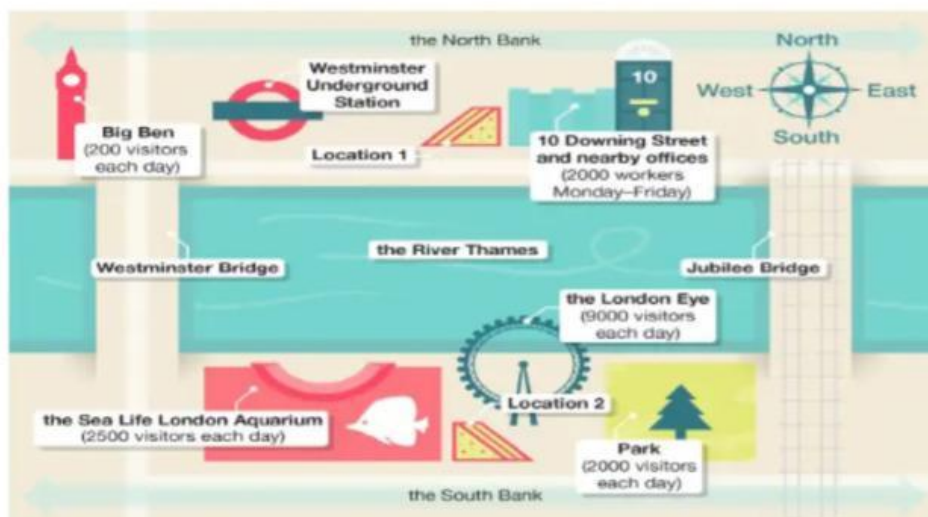 the North Bank
North
West
East
South
Westminster
Underground
Station
10
Big Ben
(200 visitors
each day)
Location 1
10 Downing Street
and nearby offices
(2000 workers
Monday–Friday)
the River Thames
Westminster Bridge
Jubilee Bridge
the London Eye
(9000 visitors
each day)
the Sea Life London Aquarium
(2500 visitors each day)
Location 2
Park
(2000 visitors
each day)
the South Bank